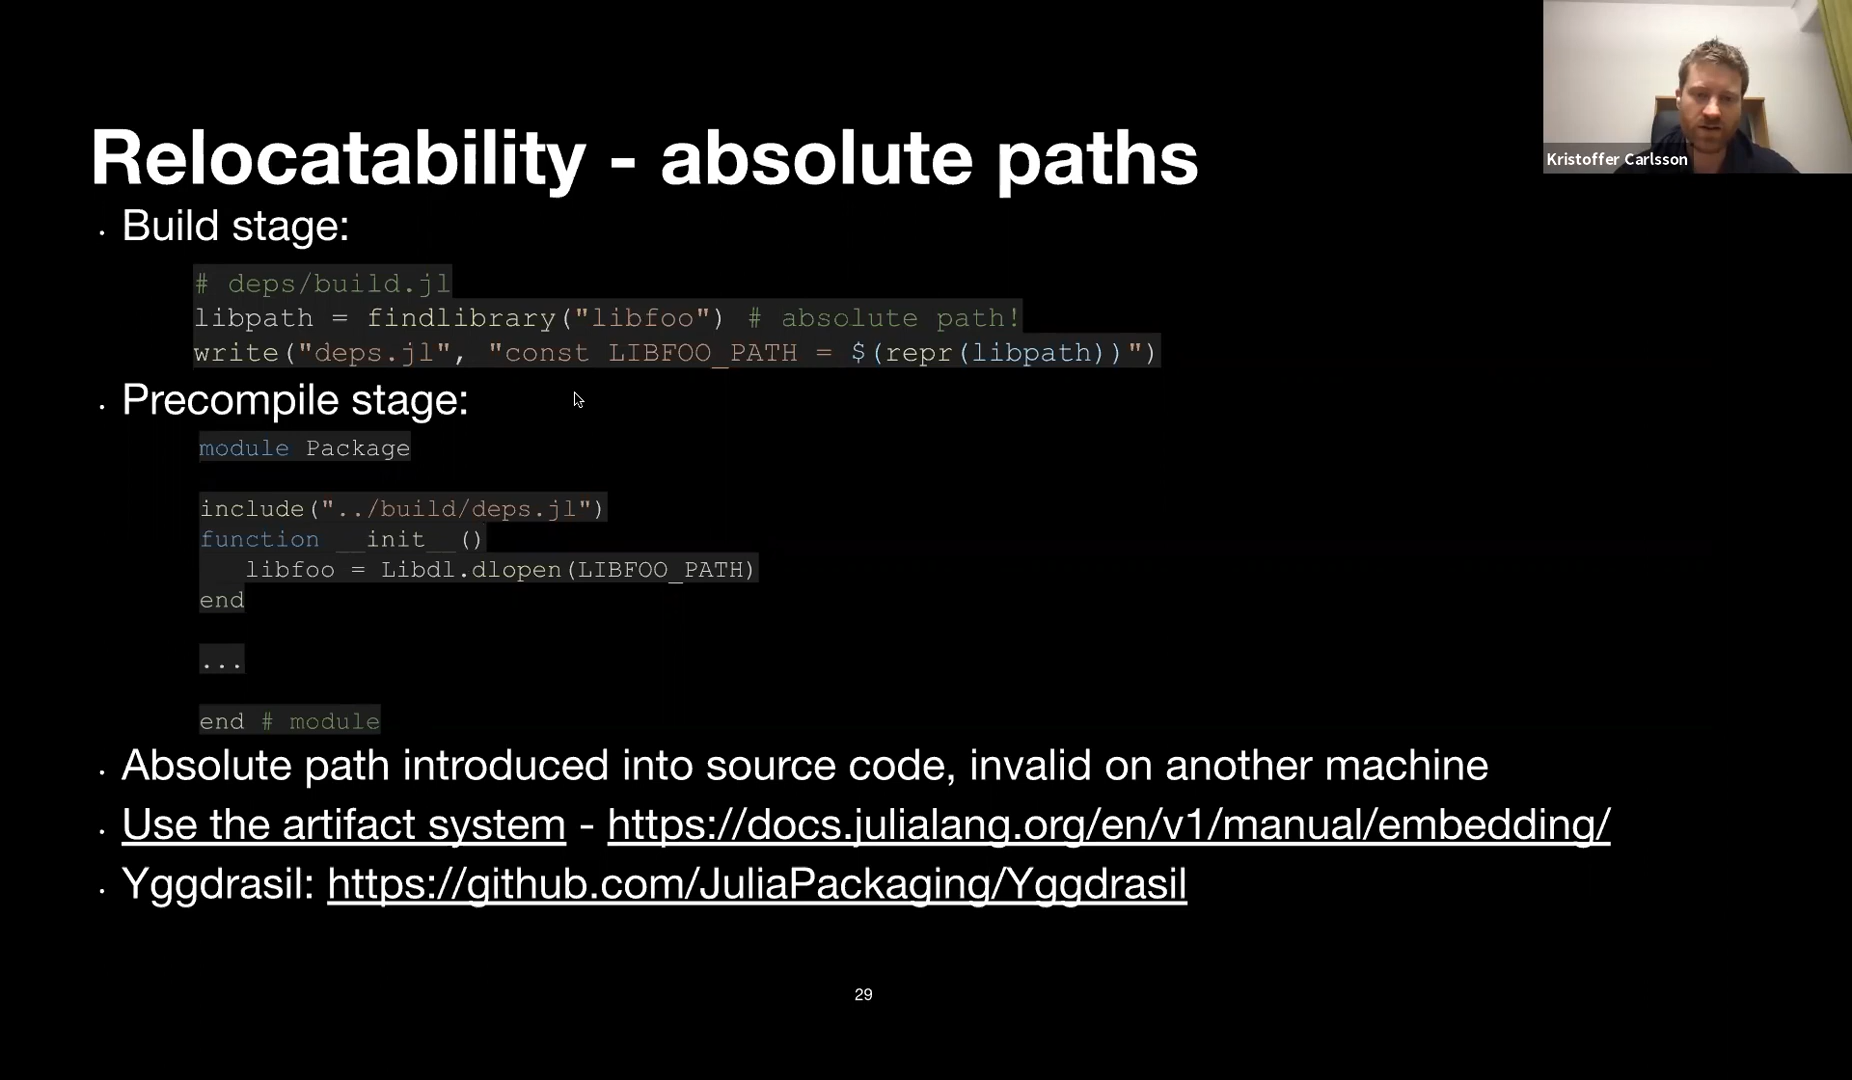 Kristoffer Carlsson
Relocatability - absolute paths
· Build stage:
# deps/build.jl
libpath = findlibrary("libfoo") # absolute path!
write("deps.jl", "const LIBFOO_PATH = $(repr(libpath))")
· Precompile stage:
module Package
include("../build/deps.jl")
function __init__()
libfoo = Libdl.dlopen(LIBFOO_PATH)
end
...
end # module
· Absolute path introduced into source code, invalid on another machine
· Use the artifact system - https://docs.julialang.org/en/v1/manual/embedding/
· Yggdrasil: https://github.com/JuliaPackaging/Yggdrasil
29